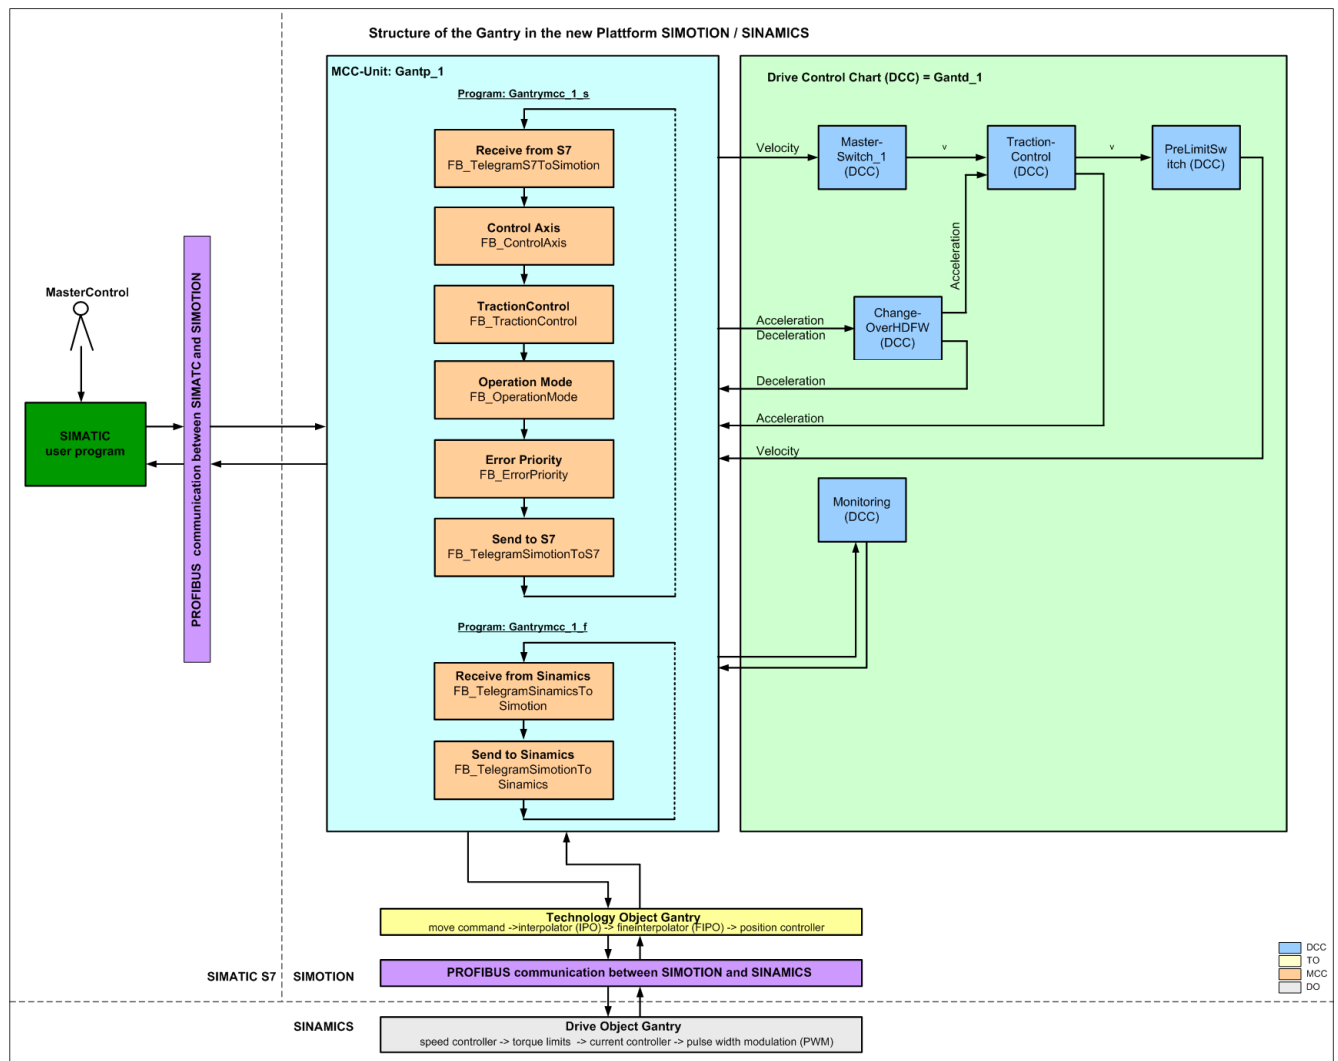 Structure of the Gantry in the new Plattform SIMOTION / SINAMICS
MCC-Unit: Gantp_1
Program: Gantrymcc_1_s
Receive from S7
FB_TelegramS7ToSimotion
Control Axis
FB_ControlAxis
TractionControl
FB_TractionControl
Operation Mode
FB_OperationMode
Error Priority
FB_ErrorPriority
Send to S7
FB_TelegramSimotionToS7
Program: Gantrymcc_1_f
Receive from Sinamics
FB_TelegramSinamicsTo
Simotion
Send to Sinamics
FB_TelegramSimotionTo
Sinamics
Drive Control Chart (DCC) = Gantd_1
Velocity
Master-
Switch_1
(DCC)
v
Traction-
Control
(DCC)
v
PreLimitSw
itch (DCC)
Acceleration
Acceleration
Deceleration
Change-
OverHDFW
(DCC)
Deceleration
Acceleration
Velocity
Monitoring
(DCC)
MasterControl
SIMATIC
user program
PROFIBUS communication between SIMATC and SIMOTION
Technology Object Gantry
move command ->interpolator (IPO) -> fineinterpolator (FIPO) -> position controller
PROFIBUS communication between SIMOTION and SINAMICS
SIMATIC S7
SIMOTION
SINAMICS
Drive Object Gantry
speed controller -> torque limits -> current controller -> pulse width modulation (PWM)
DCC
TO
MCC
DO